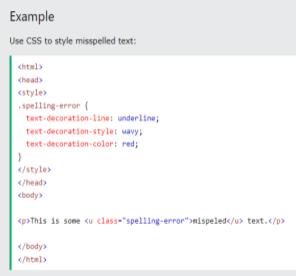 Example
Use CSS to style misspelled text:
<html>
<head>
<style>
.spelling-error {
  text-decoration-line: underline;
  text-decoration-style: wavy;
  text-decoration-color: red;
}
</style>
</head>
<body>
<p>This is some <u class="spelling-error">mispeled</u> text.</p>
</body>
</html>